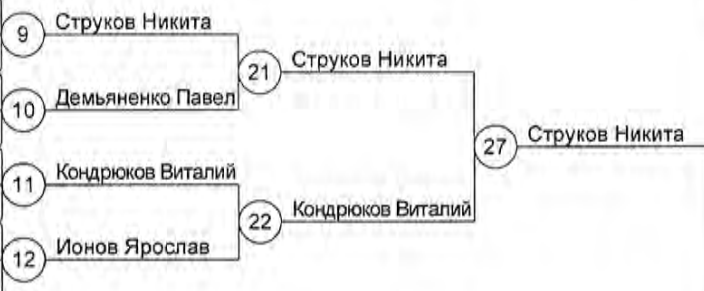 9 Струков Никита
21 Струков Никита
10 Демьяненко Павел
27 Струков Никита
11 Кондрюков Виталий
22 Кондрюков Виталий
12 Ионов Ярослав